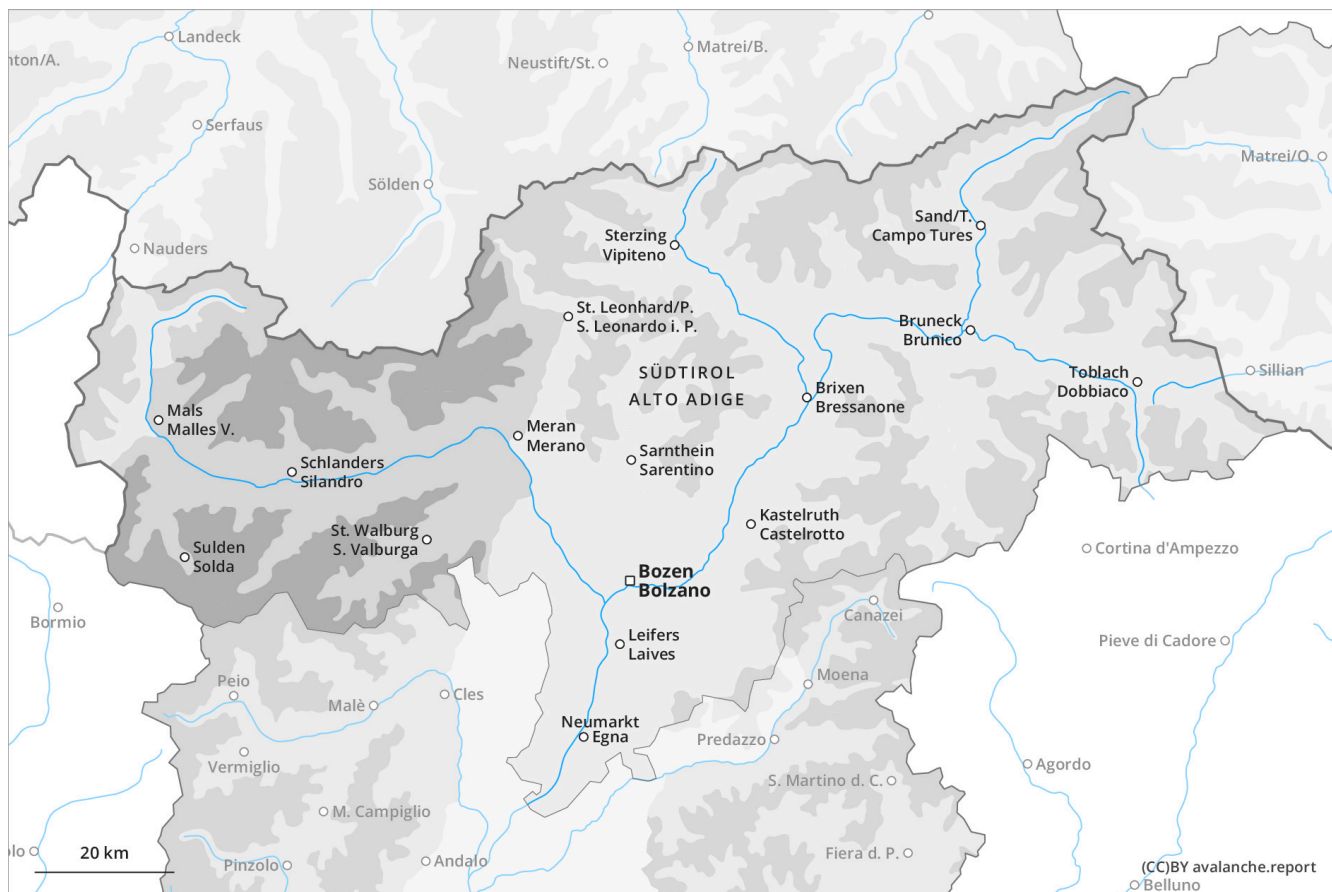 Landeck
nton/A.
Matrei/B.
Neustift/St.
Serfaus
Matrei/O.
Sölden
Sand/T.
Campo Tures
Sterzing
Vipiteno
Nauders
St. Leonhard/P.
S. Leonardo i. P.
Bruneck
Brunico
SÜDTIROL
ALTO ADIGE
Toblach
Dobbiaco
Sillian
Brixen
Bressanone
Mals
Malles V.
Meran
Merano
Sarnthein
Sarentino
Schlanders
Silandro
Kastelruth
Castelrotto
St. Walburg
S. Valburga
Sulden
Solda
Cortina d'Ampezzo
Bozen
Bolzano
Bormio
Canazei
Leifers
Laives
Pieve di Cadore
Peio
Moena
Malè
Cles
Neumarkt
Egna
Predazzo
Vermiglio
Agordo
S. Martino d. C.
M. Campiglio
olo
20 km
Pinzolo
Andalo
Fiera d. P.
(CC)BY avalanche.report
Belluno